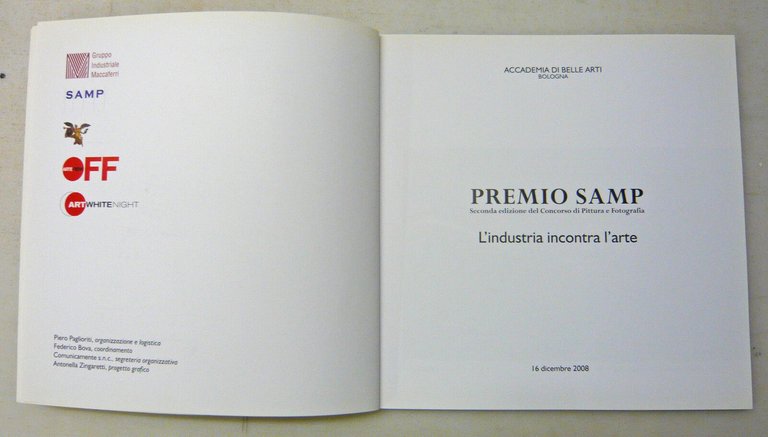 Gruppo
Industriale
Maccaferri
SAMP
OFF
ARTWHITENIGHT
Piero Paglioriti, organizzazione e logistica
Federico Bova, coordinamento
Comunicamente s.n.c., segreteria organizzativa
Antonella Zingaretti, progetto grafico
ACCADEMIA DI BELLE ARTI
BOLOGNA
PREMIO SAMP
Seconda edizione del Concorso di Pittura e Fotografia
L'industria incontra l'arte
16 dicembre 2008